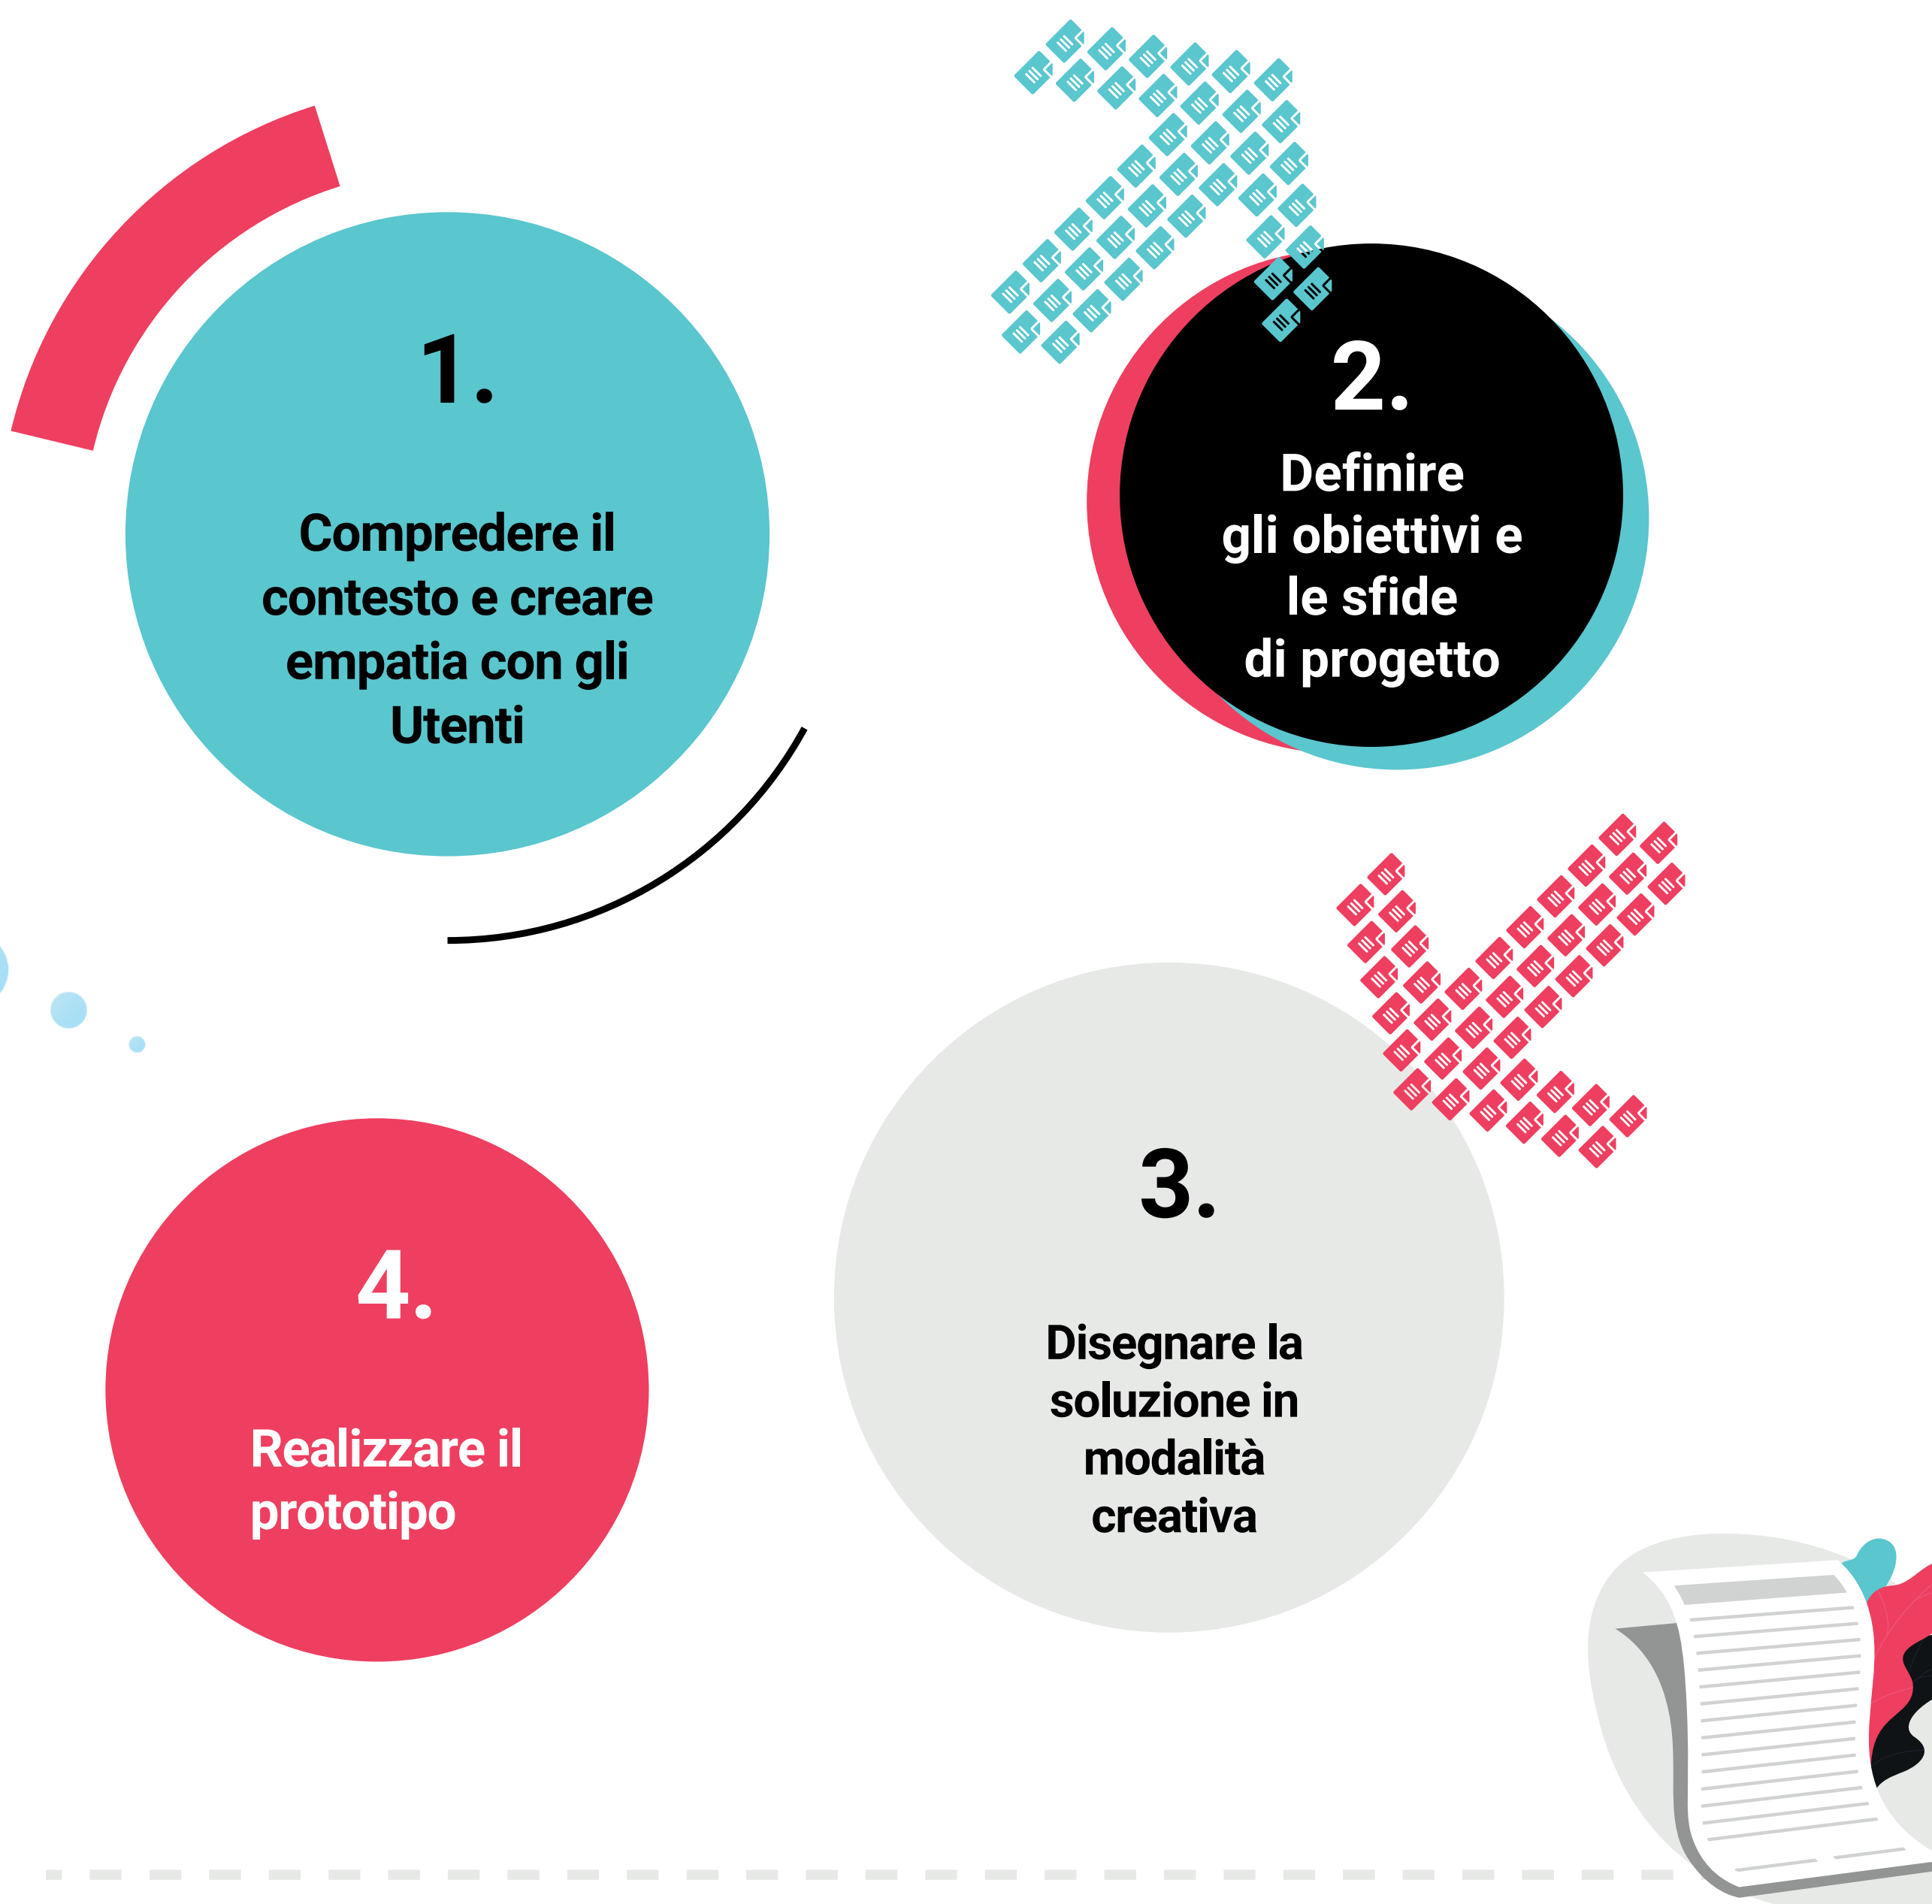 1.
Compredere il
contesto e creare
empatia con gli
Utenti
2.
Definire
gli obiettivi e
le sfide
di progetto
3.
Disegnare la
soluzione in
modalità
creativa
4.
Realizzare il
prototipo